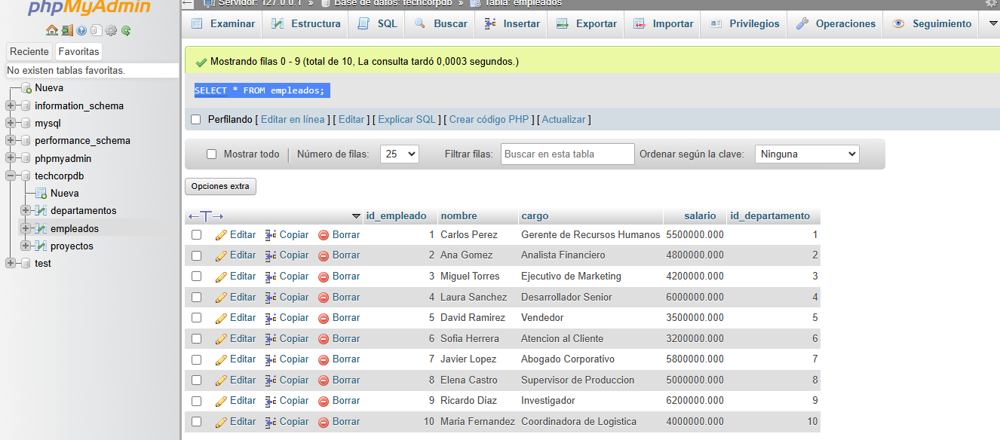 phpMyAdmin
Servidor: 127.0.0.1 » Base de datos: techcorpdb » Tabla: empleados
Examinar Estructura SQL Buscar Insertar Exportar Importar Privilegios Operaciones Seguimiento
Reciente Favoritas
No existen tablas favoritas.
Nueva
information_schema
mysql
performance_schema
phpmyadmin
techcorpdb
Nueva
departamentos
empleados
proyectos
test
Mostrando filas 0 - 9 (total de 10, La consulta tardó 0,0003 segundos.)
SELECT * FROM empleados;
Perfilando [ Editar en línea ] [ Editar ] [ Explicar SQL ] [ Crear código PHP ] [ Actualizar ]
Mostrar todo | Número de filas: 25 Filtrar filas: Buscar en esta tabla Ordenar según la clave: Ninguna
Opciones extra
←T→ id_empleado nombre cargo salario id_departamento
Editar Copiar Borrar 1 Carlos Perez Gerente de Recursos Humanos 5500000.000 1
Editar Copiar Borrar 2 Ana Gomez Analista Financiero 4800000.000 2
Editar Copiar Borrar 3 Miguel Torres Ejecutivo de Marketing 4200000.000 3
Editar Copiar Borrar 4 Laura Sanchez Desarrollador Senior 6000000.000 4
Editar Copiar Borrar 5 David Ramirez Vendedor 3500000.000 5
Editar Copiar Borrar 6 Sofia Herrera Atencion al Cliente 3200000.000 6
Editar Copiar Borrar 7 Javier Lopez Abogado Corporativo 5800000.000 7
Editar Copiar Borrar 8 Elena Castro Supervisor de Produccion 5000000.000 8
Editar Copiar Borrar 9 Ricardo Diaz Investigador 6200000.000 9
Editar Copiar Borrar 10 Maria Fernandez Coordinadora de Logistica 4000000.000 10